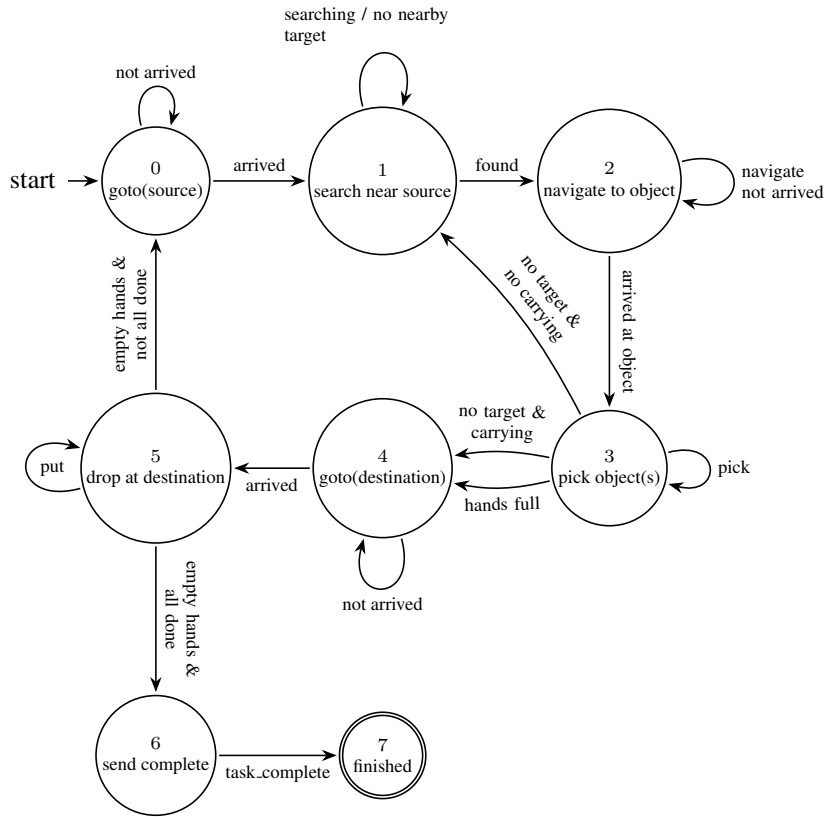 searching / no nearby
target
not arrived
start
0
goto(source)
arrived
1
search near source
found
2
navigate to object
navigate
not arrived
empty hands &
not all done
no target &
no carrying
arrived at object
put
5
drop at destination
arrived
4
goto(destination)
no target &
carrying
hands full
3
pick object(s)
pick
not arrived
empty hands &
all done
6
send complete
task_complete
7
finished